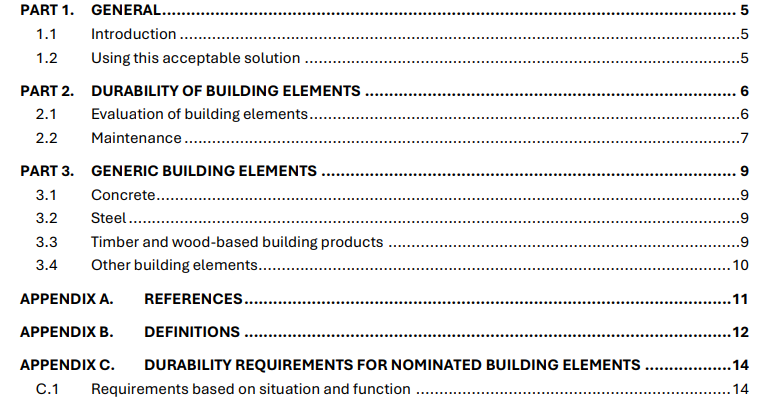 PART 1. GENERAL 5
1.1 Introduction 5
1.2 Using this acceptable solution 5
PART 2. DURABILITY OF BUILDING ELEMENTS 6
2.1 Evaluation of building elements 6
2.2 Maintenance 7
PART 3. GENERIC BUILDING ELEMENTS 9
3.1 Concrete 9
3.2 Steel 9
3.3 Timber and wood-based building products 9
3.4 Other building elements 10
APPENDIX A. REFERENCES 11
APPENDIX B. DEFINITIONS 12
APPENDIX C. DURABILITY REQUIREMENTS FOR NOMINATED BUILDING ELEMENTS 14
C.1 Requirements based on situation and function 14